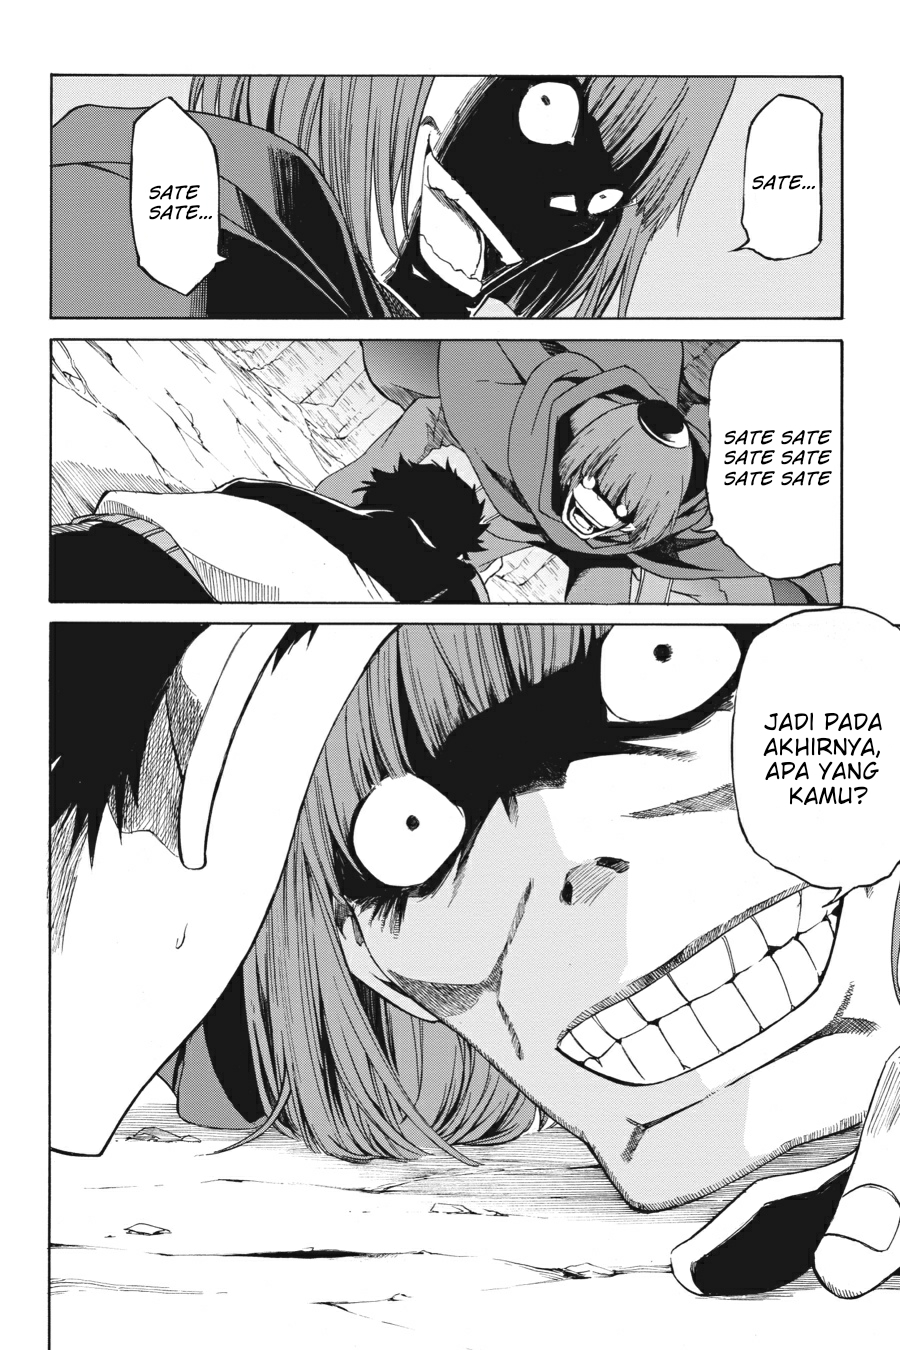 SATE...
SATE
SATE...
SATE SATE
SATE SATE
SATE SATE
JADI PADA
AKHIRNYA,
APA YANG
KAMU?